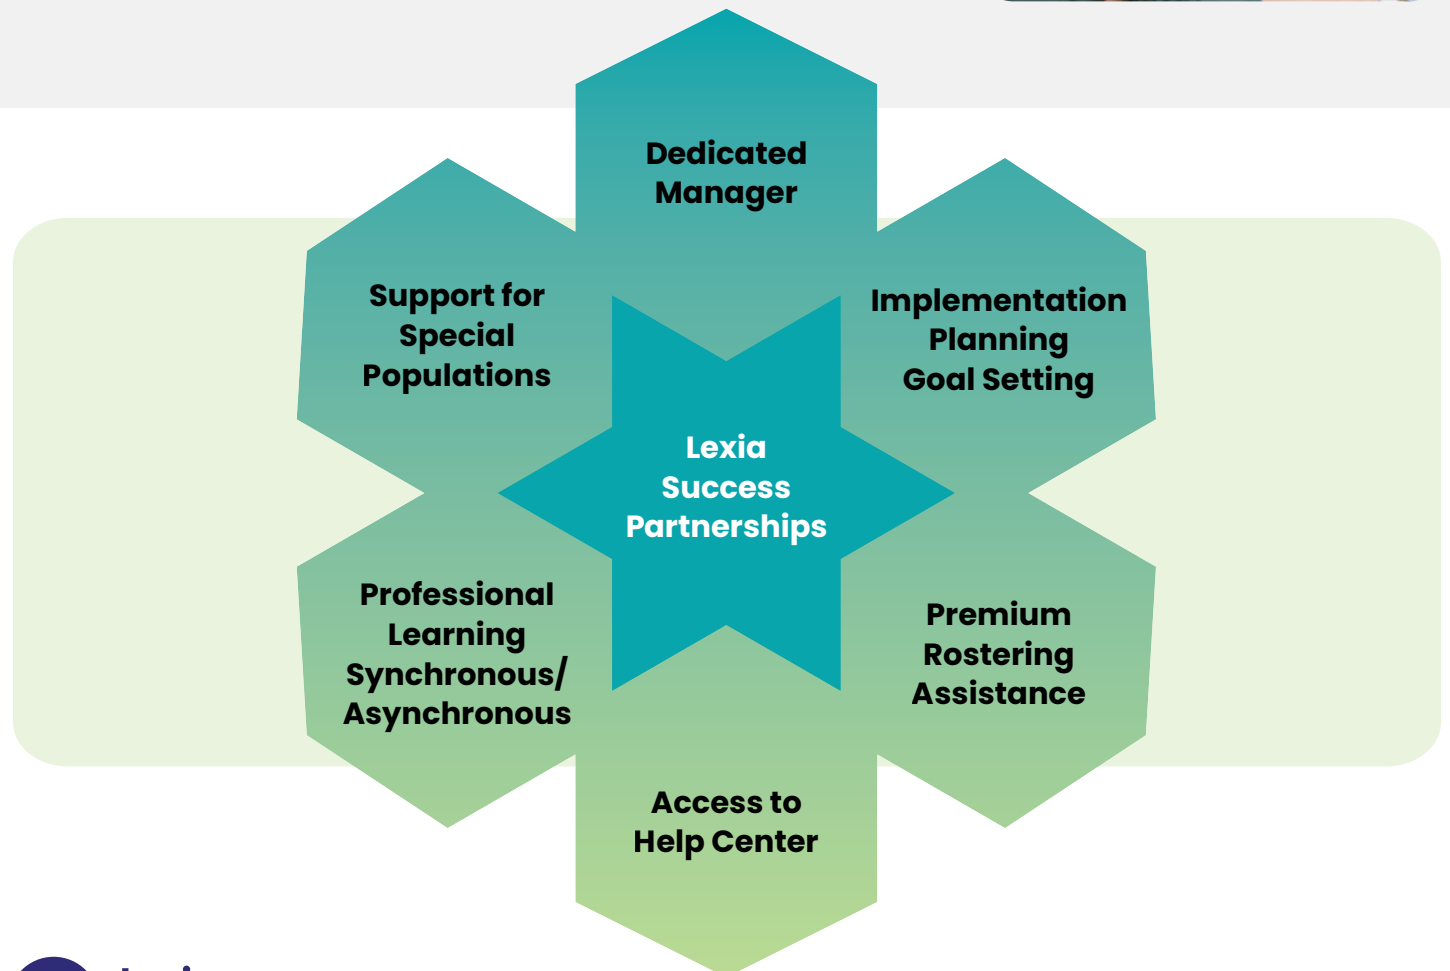 Dedicated
Manager
Support for
Special
Populations
Implementation
Planning
Goal Setting
Lexia
Success
Partnerships
Professional
Learning
Synchronous/
Asynchronous
Premium
Rostering
Assistance
Access to
Help Center